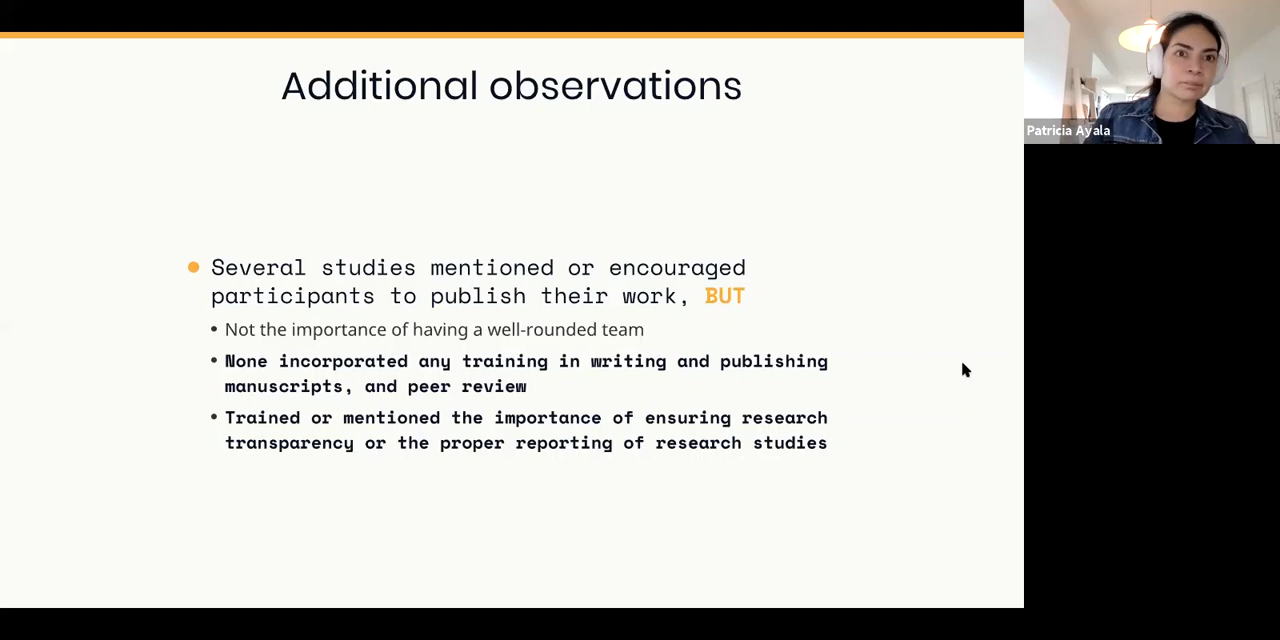 Additional observations
Several studies mentioned or encouraged
participants to publish their work, BUT
Not the importance of having a well-rounded team
None incorporated any training in writing and publishing
manuscripts, and peer review
Trained or mentioned the importance of ensuring research
transparency or the proper reporting of research studies
Patricia Ayala